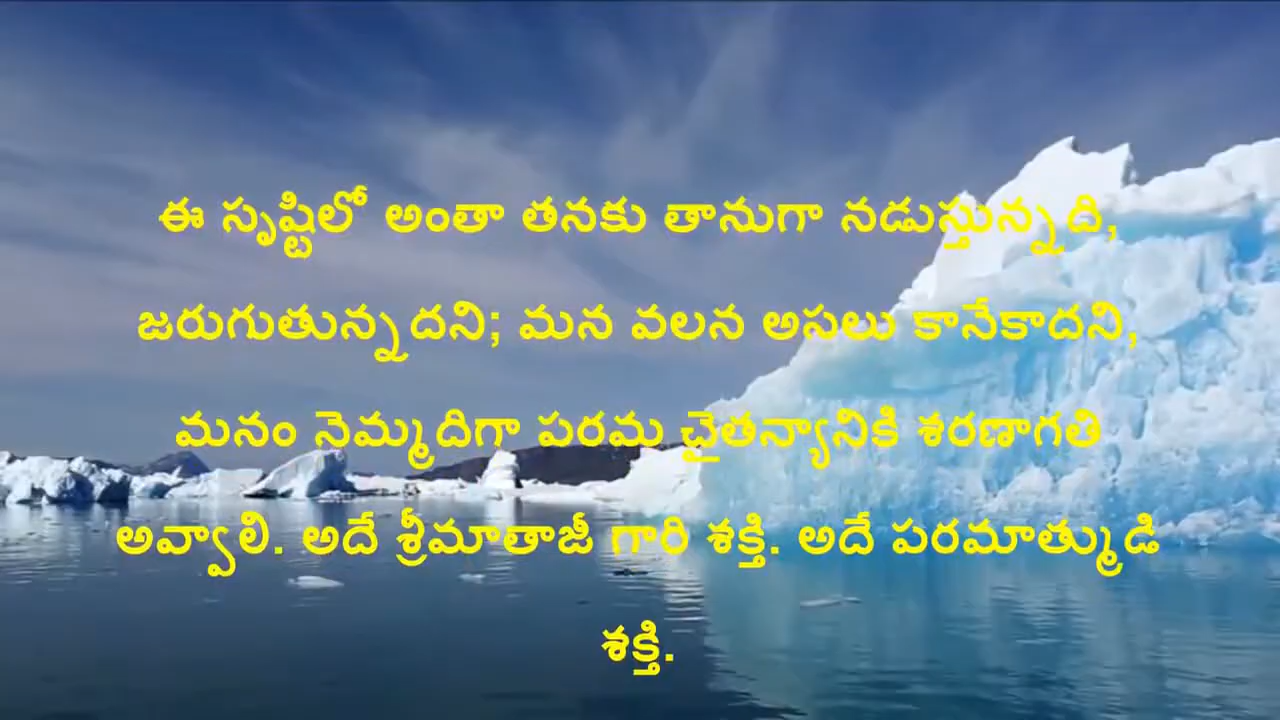 ఈ సృష్టిలో అంతా తనకు తానుగా నడుస్తున్నది,
జరుగుతున్నదని; మన వలన అసలు కానేకాదని,
మనం నెమ్మదిగా పరమ చైతన్యానికి శరణాగతి
అవ్వాలి. అదే శ్రీమాతాజీ గారి శక్తి. అదే పరమాత్ముడి
శక్తి.